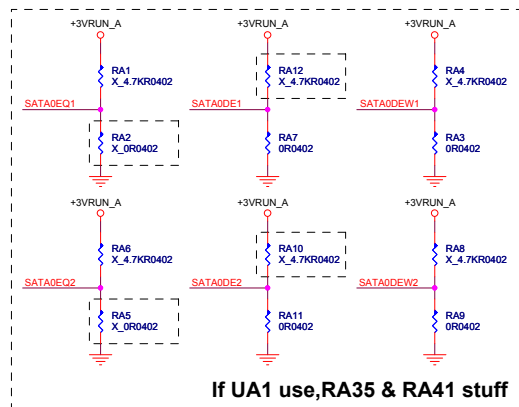 +3VRUN_A +3VRUN_A +3VRUN_A
RA1 RA12 RA4
X_4.7KR0402 X_4.7KR0402 X_4.7KR0402
SATA0EQ1 SATA0DE1 SATA0DEW1
RA2 RA7 RA3
X_0R0402 0R0402 0R0402
+3VRUN_A +3VRUN_A +3VRUN_A
RA6 RA10 RA8
X_4.7KR0402 X_4.7KR0402 X_4.7KR0402
SATA0EQ2 SATA0DE2 SATA0DEW2
RA5 RA11 RA9
X_0R0402 0R0402 0R0402
If UA1 use,RA35 & RA41 stuff